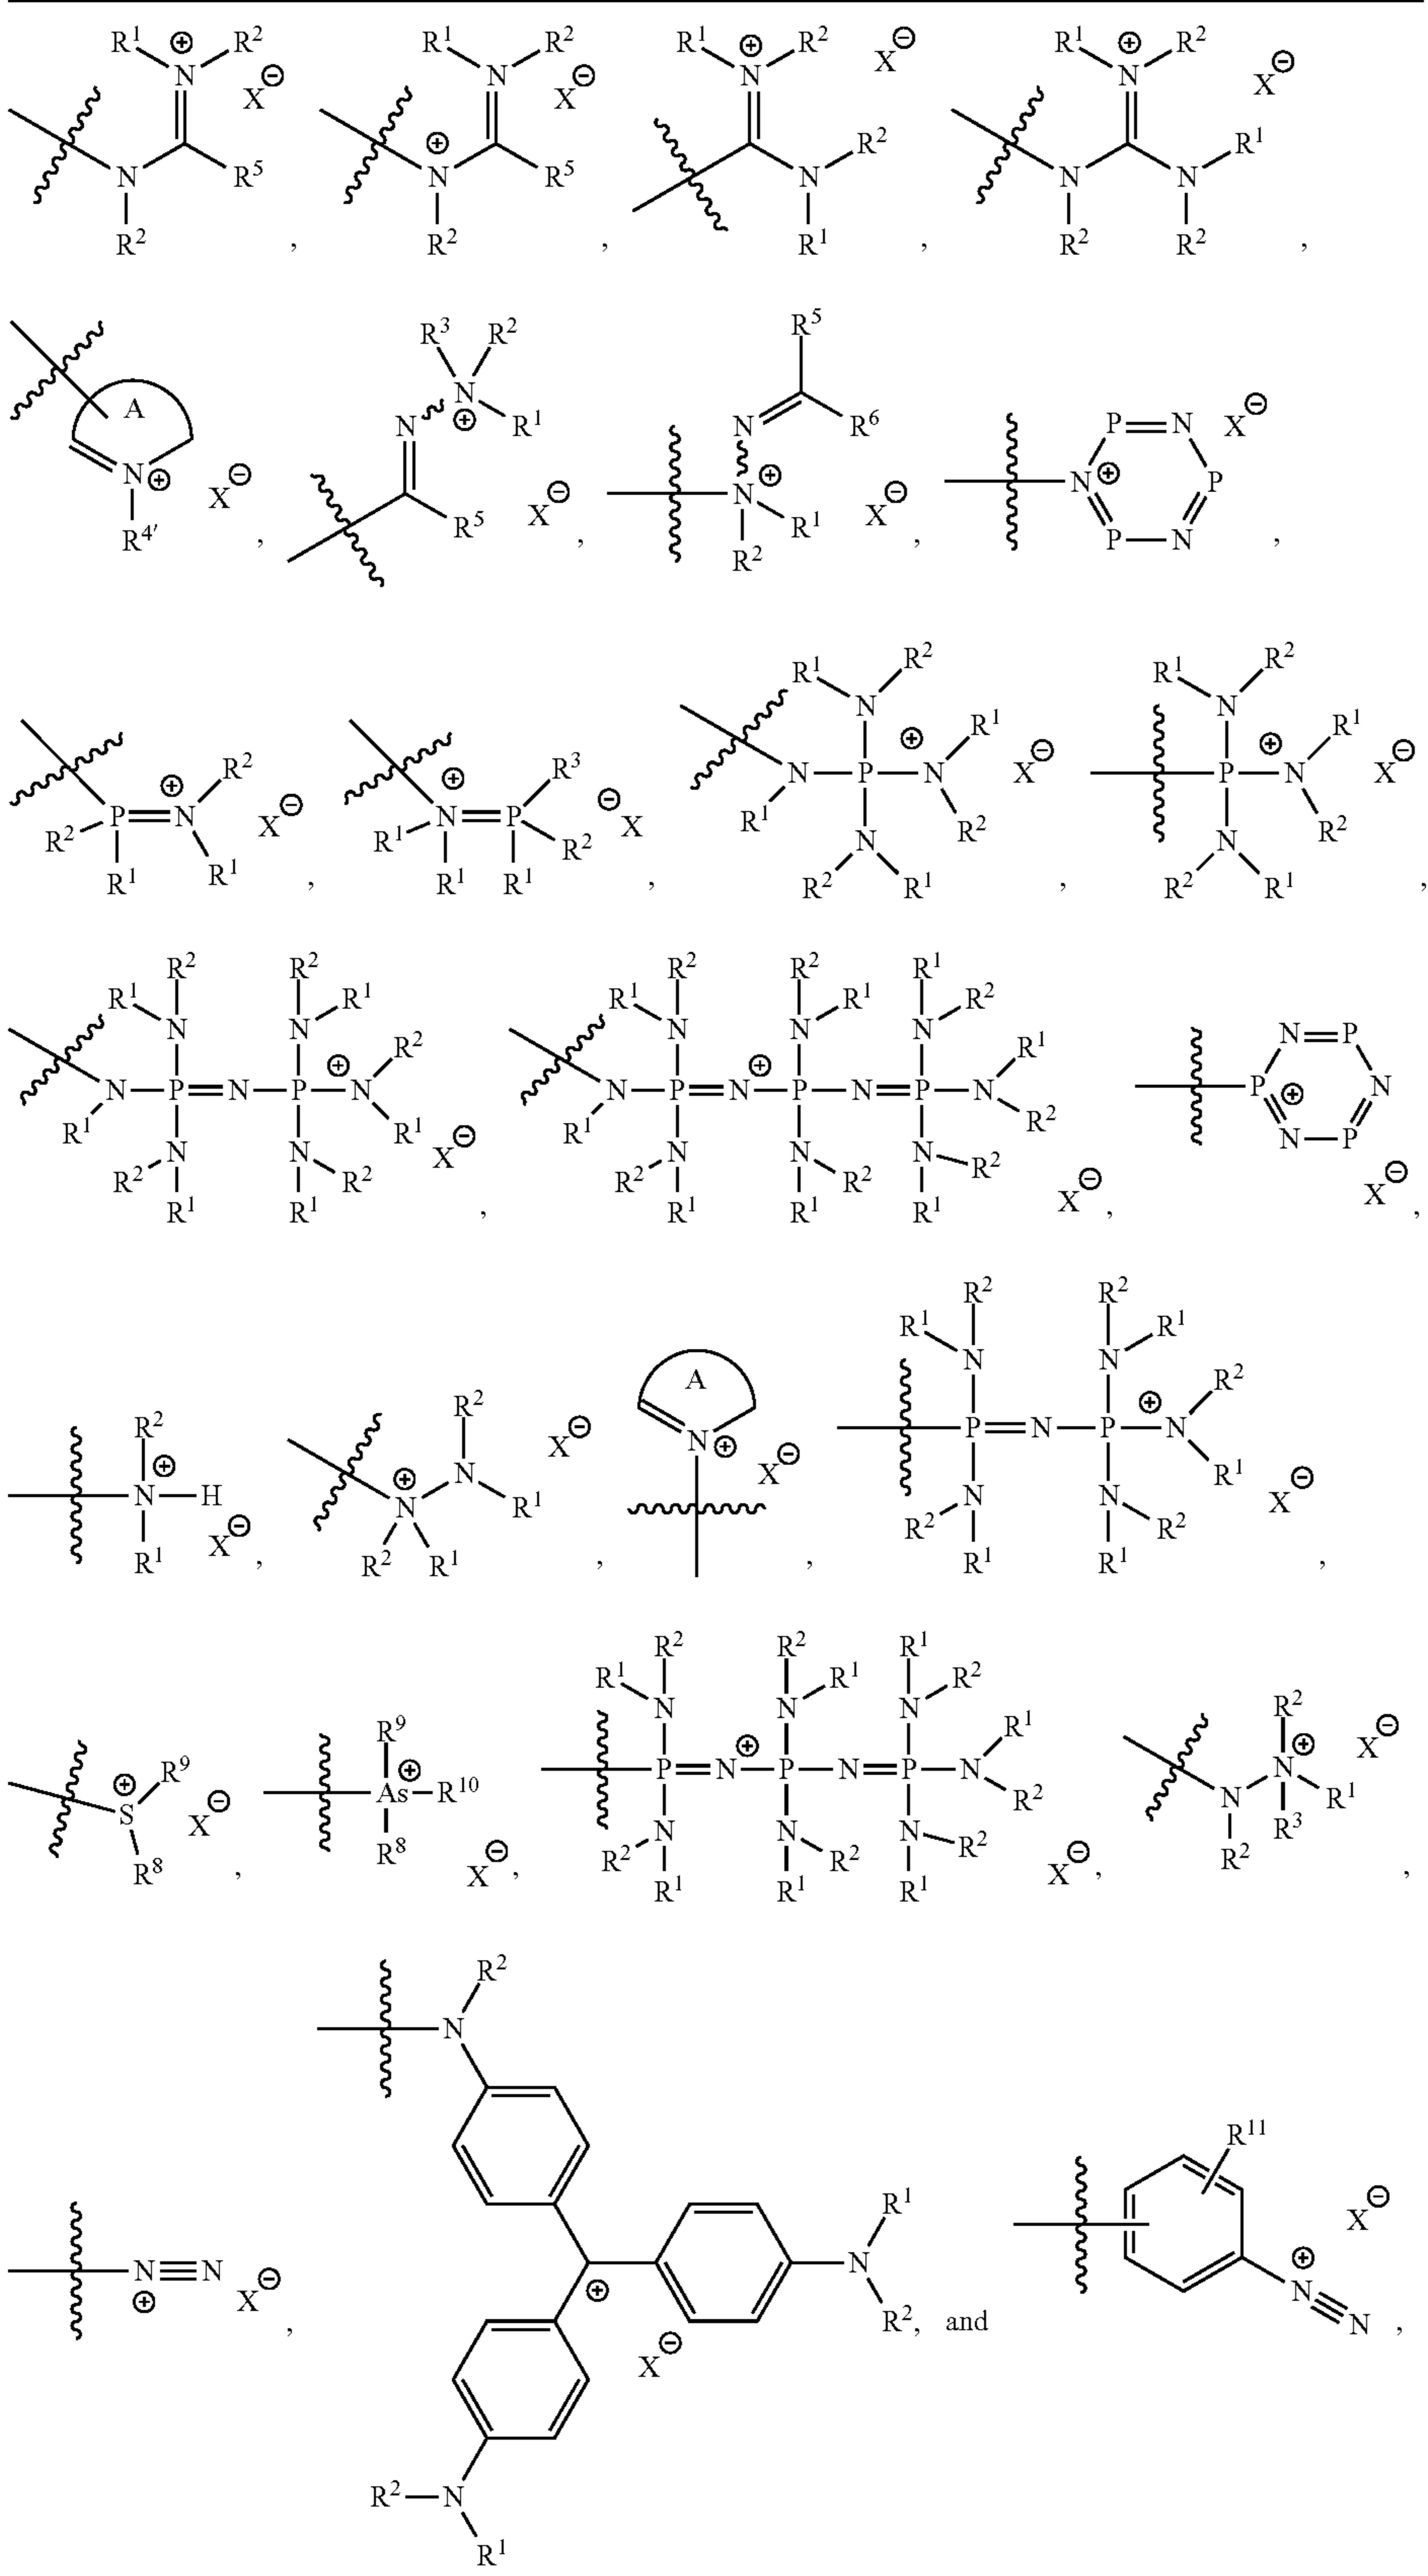 R¹ ⊕ R² R¹ R² R¹ ⊕ R² X⊖ R¹ ⊕ R²
N X⊖ N X⊖ N N X⊖
⊕ R² R¹
N R⁵ N R⁵ N N N
R² , R² , R¹ , R² R² ,
R³ R² R⁵
A N N ⊕ R¹ N R⁶ P═N X⊖
N ⊕ X⊖ R⁵ X⊖ N ⊕ R¹ X⊖ N ⊕ P
R⁴′ , , R² , P—N ,
R¹ R² R¹ R²
N N
⊕ R² ⊕ R³ ⊕ R¹ ⊕ R¹
N—P—N X⊖ P—N X⊖
R² P═N X⊖ R¹ N═P R² ⊖X R¹ N R² N R²
R¹ R¹ , R¹ R¹ , R² R¹ , R² R¹ ,
R² R² R² R² R¹
R¹ N N R¹ R¹ N N R¹ N R² N═P
⊕ R² ⊕ R¹
N—P═N—P—N N—P═N—P—N═P—N P ⊕ N
R¹ R¹ X⊖ R¹ R² N—P
R² N N R² R² N N R² N R² X⊖
R¹ R¹ , R¹ R¹ R¹ X⊖, ,
R² R²
R¹ N N R¹
A R²
R² R² X⊖ N ⊕ X⊖ P═N—P—N ⊕
⊕ N—H ⊕ N N R¹ R¹ X⊖
R² N N R²
R¹ X⊖ , R² R¹ , , R¹ R¹ ,
R² R² R¹
R¹ N N R¹ N R² R²
R⁹ R⁹ ⊕ R¹ N ⊕ X⊖
⊕ S X⊖ As ⊕ R¹⁰ P═N—P—N═P—N R² N R¹
R⁸ R⁸ R² N N R² N R² R² R³
, X⊖, R¹ R¹ R¹ X⊖, ,
R²
N
R¹¹
R¹ X⊖
N≡N X⊖ ⊕ N ⊕ N≡N
⊕ , X⊖ R², and ,
R²—N
R¹